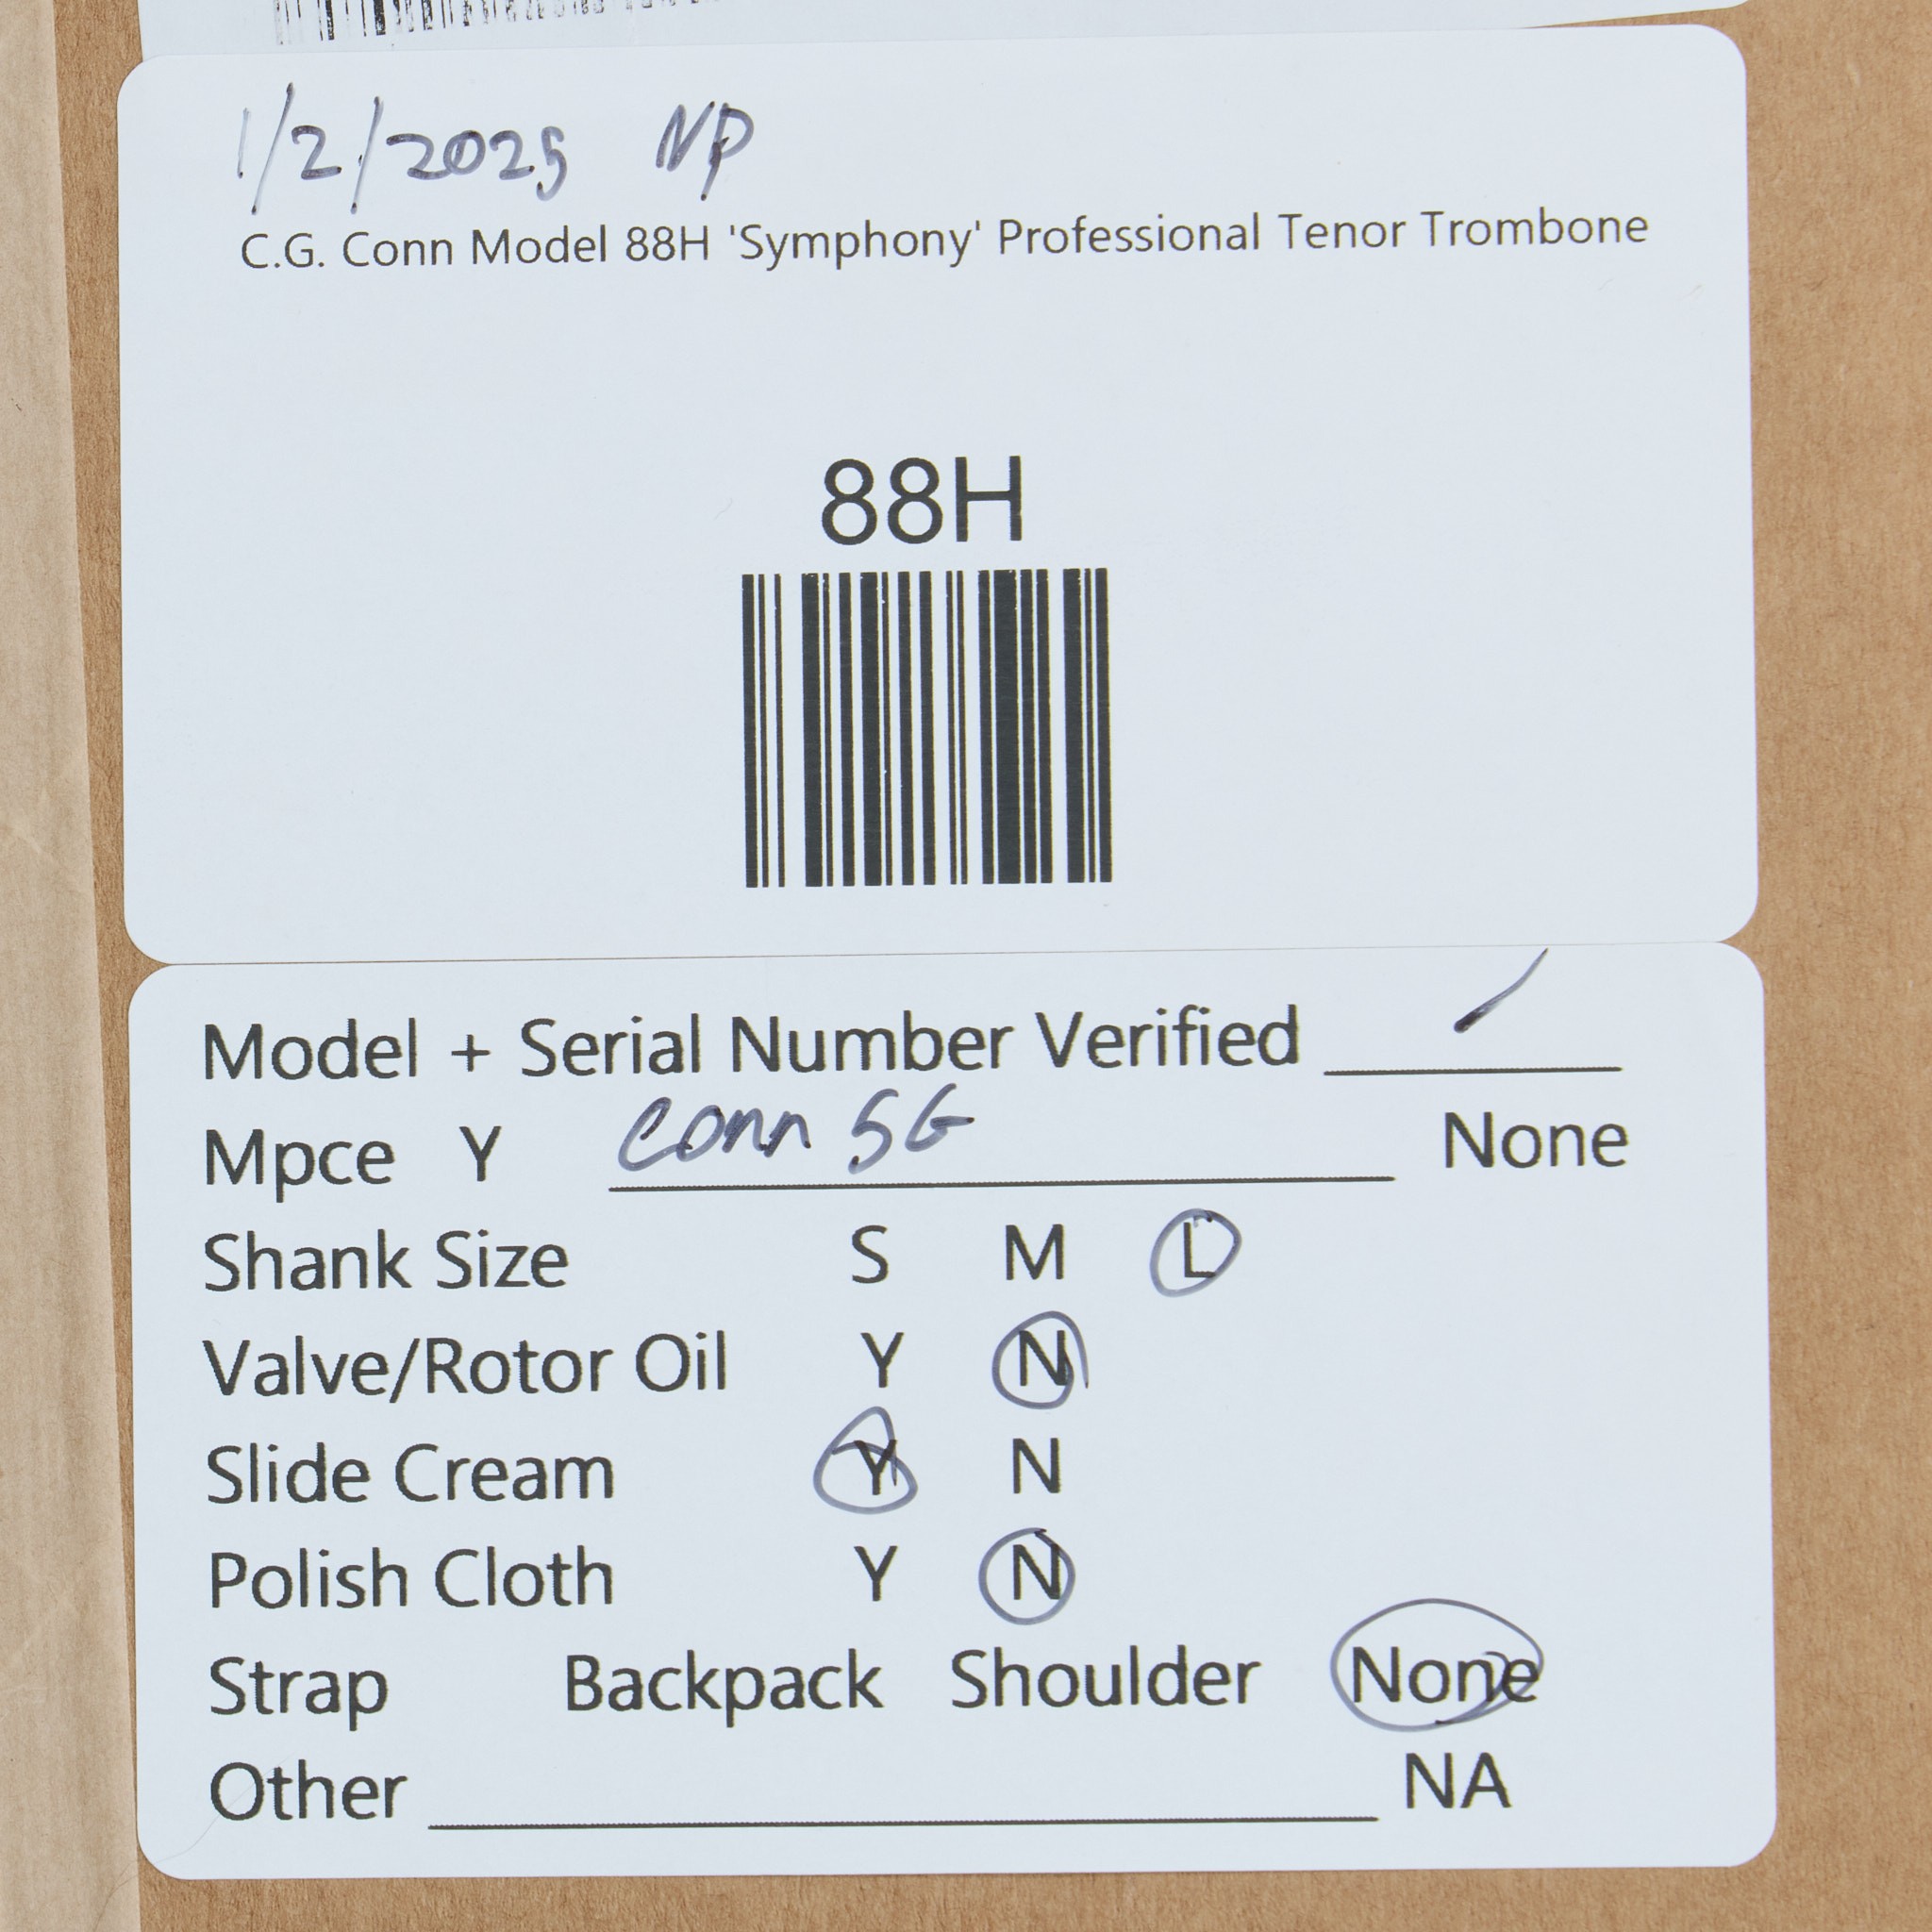 1/2/2025 NP
C.G. Conn Model 88H 'Symphony' Professional Tenor Trombone
88H
Model + Serial Number Verified
Mpce Y Conn 5G None
Shank Size S M L
Valve/Rotor Oil Y N
Slide Cream Y N
Polish Cloth Y N
Strap Backpack Shoulder None
Other NA